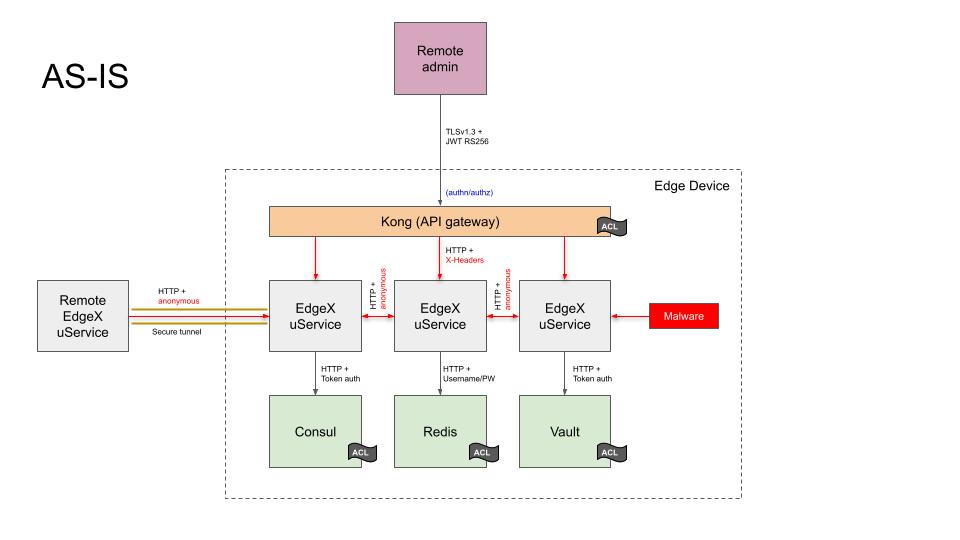 AS-IS
Remote
admin
TLSv1.3 +
JWT RS256
Edge Device
(authn/authz)
Kong (API gateway)
ACL
HTTP +
X-Headers
HTTP +
anonymous
Remote
EdgeX
uService
Secure tunnel
EdgeX
uService
HTTP +
anonymous
EdgeX
uService
HTTP +
anonymous
EdgeX
uService
Malware
HTTP +
Token auth
HTTP +
Username/PW
HTTP +
Token auth
Consul
ACL
Redis
ACL
Vault
ACL